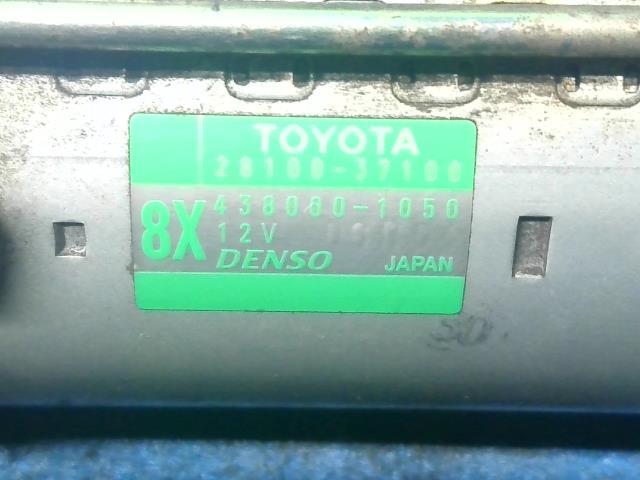 TOYOTA
28100-37100
438080-1050
8X
12V
DENSO JAPAN